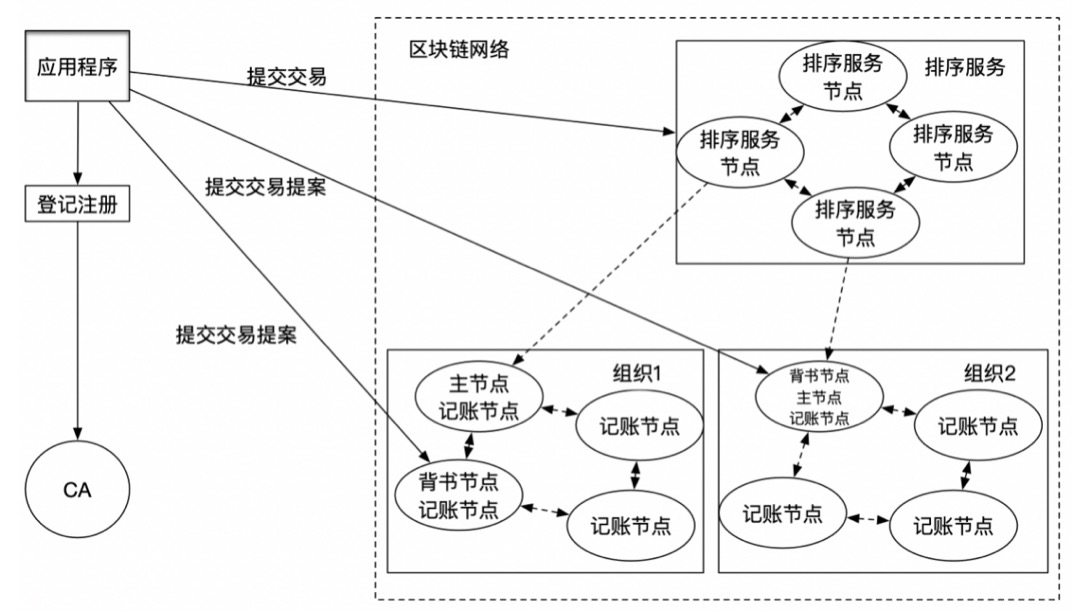 应用程序
提交交易
区块链网络
排序服务
节点
排序服务
排序服务
节点
排序服务
节点
排序服务
节点
登记注册
提交交易提案
提交交易提案
CA
主节点
记账节点
组织1
记账节点
背书节点
记账节点
记账节点
背书节点
主节点
记账节点
组织2
记账节点
记账节点
记账节点